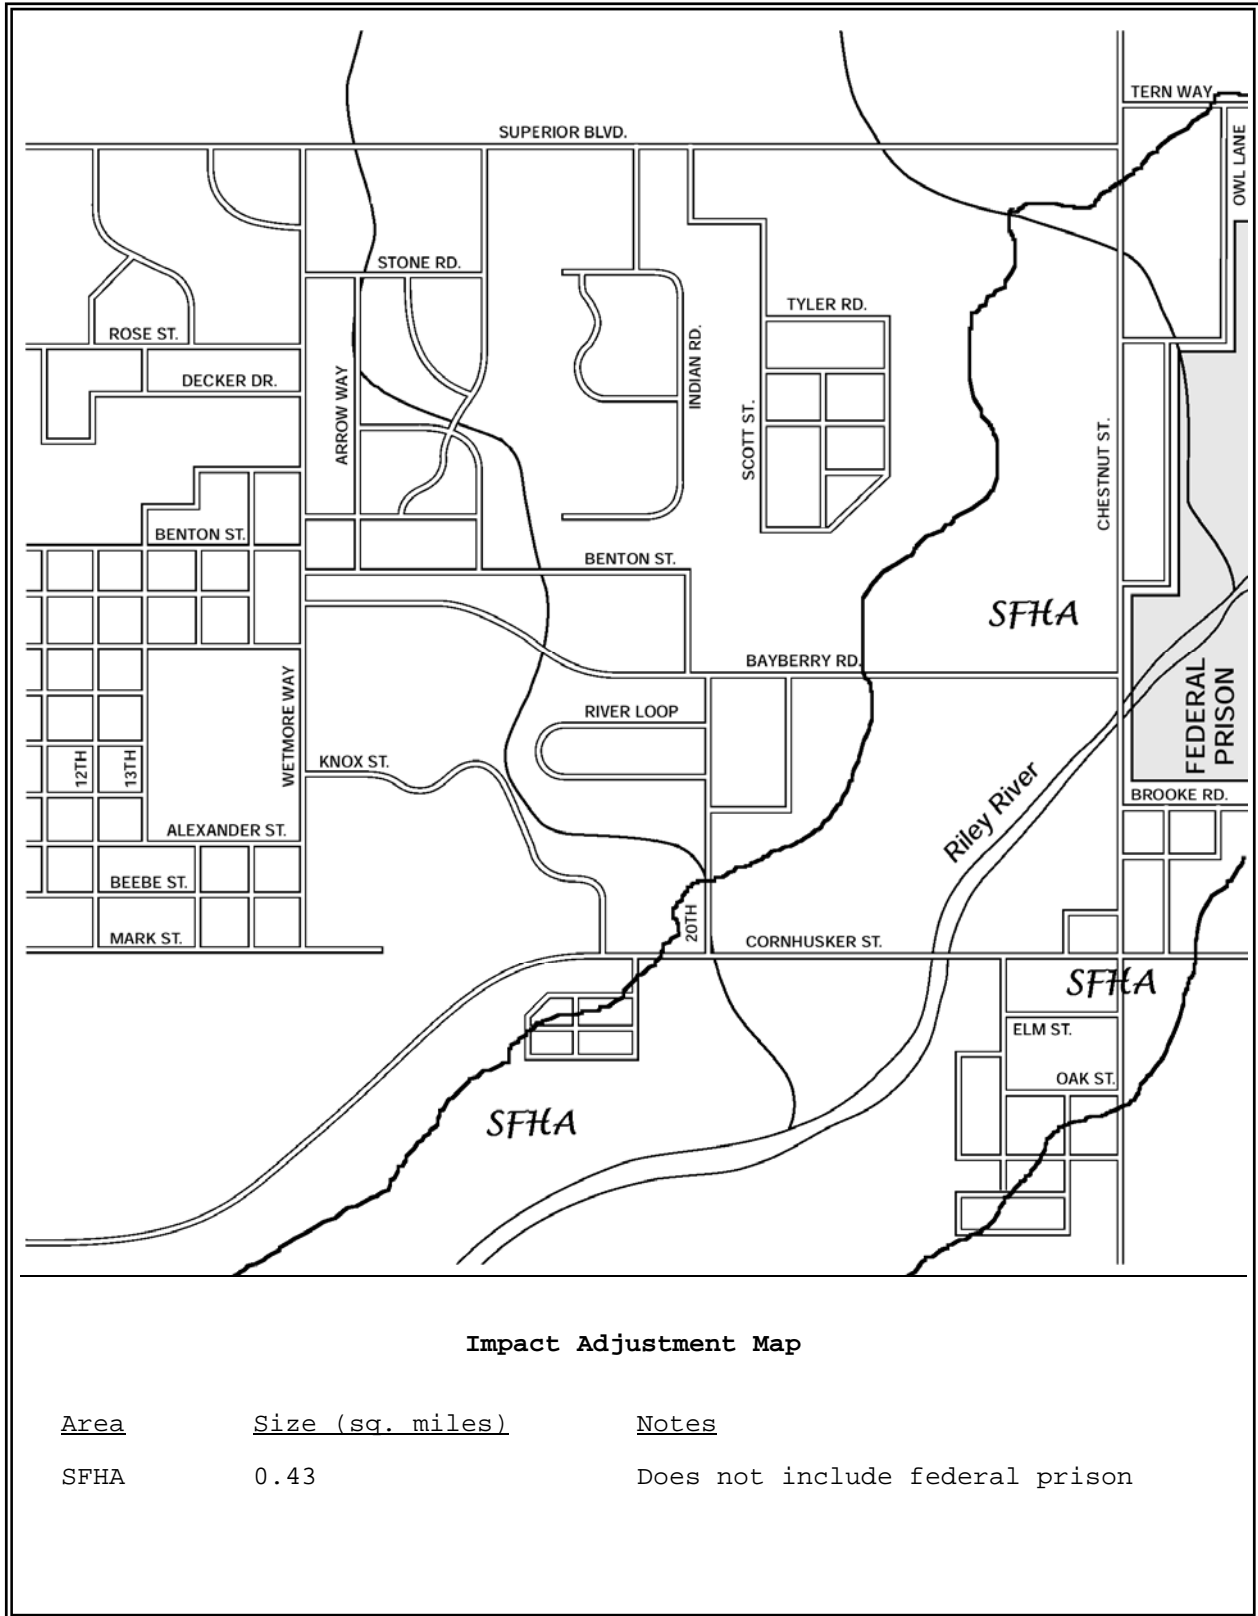 TERN WAY
SUPERIOR BLVD.
OWL LANE
STONE RD.
TYLER RD.
ROSE ST.
DECKER DR.
ARROW WAY
INDIAN RD.
SCOTT ST.
CHESTNUT ST.
BENTON ST.
BENTON ST.
SFHA
BAYBERRY RD.
WETMORE WAY
RIVER LOOP
FEDERAL
PRISON
12TH
13TH
KNOX ST.
Riley River
BROOKE RD.
ALEXANDER ST.
BEEBE ST.
20TH
MARK ST.
CORNHUSKER ST.
SFHA
ELM ST.
OAK ST.
SFHA
Impact Adjustment Map
Area Size (sq. miles) Notes
SFHA 0.43 Does not include federal prison